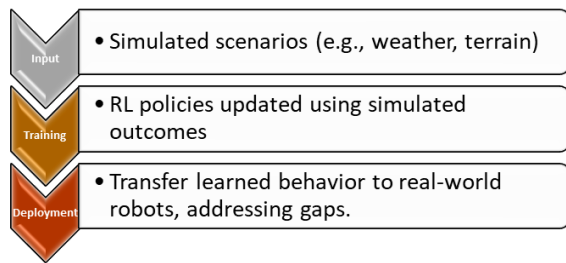 Input
• Simulated scenarios (e.g., weather, terrain)
Training
• RL policies updated using simulated
outcomes
Deployment
• Transfer learned behavior to real-world
robots, addressing gaps.